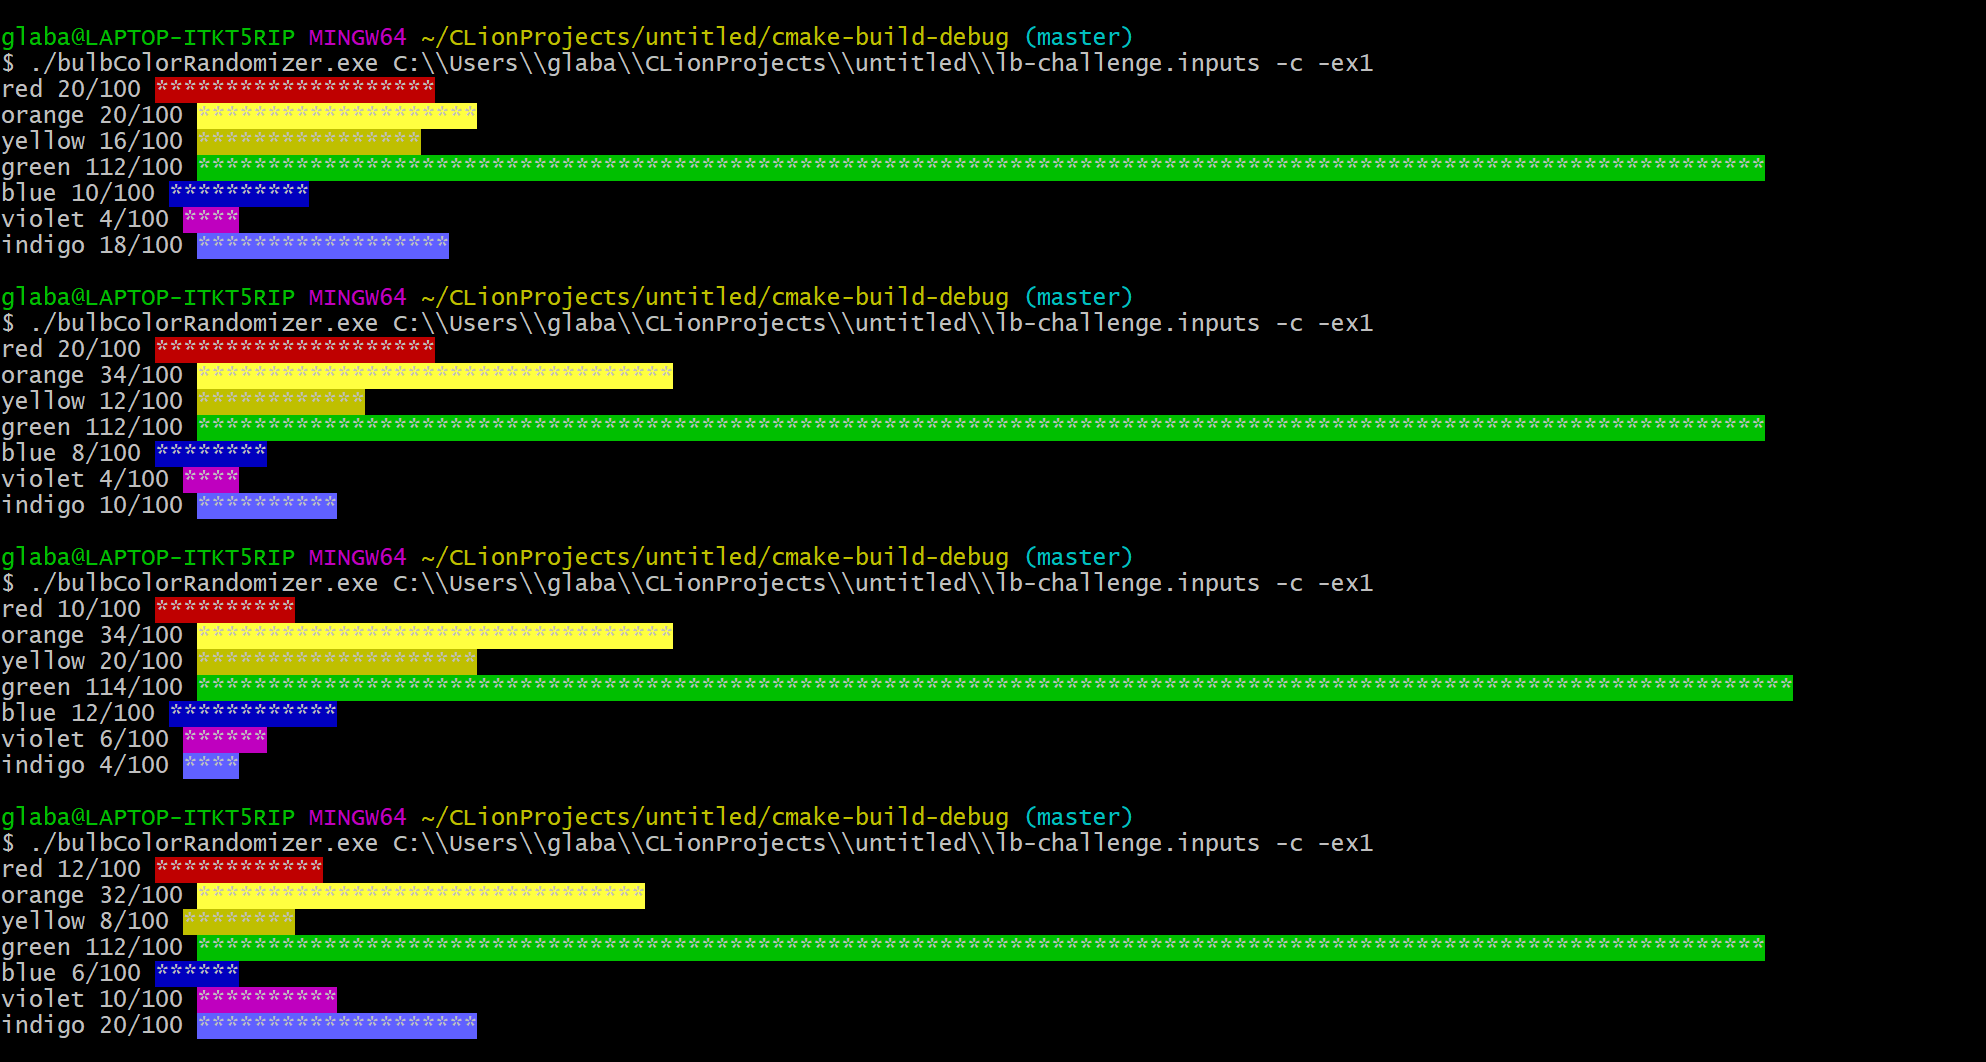 glaba@LAPTOP-ITKT5RIP MINGW64 ~/CLionProjects/untitled/cmake-build-debug (master)
$ ./bulbColorRandomizer.exe C:\\Users\\glaba\\CLionProjects\\untitled\\lb-challenge.inputs -c -ex1
red 20/100 ********************
orange 20/100 ********************
yellow 16/100 ****************
green 112/100 ****************************************************************************************************************
blue 10/100 **********
violet 4/100 ****
indigo 18/100 ******************
glaba@LAPTOP-ITKT5RIP MINGW64 ~/CLionProjects/untitled/cmake-build-debug (master)
$ ./bulbColorRandomizer.exe C:\\Users\\glaba\\CLionProjects\\untitled\\lb-challenge.inputs -c -ex1
red 20/100 ********************
orange 34/100 **********************************
yellow 12/100 ************
green 112/100 ****************************************************************************************************************
blue 8/100 ********
violet 4/100 ****
indigo 10/100 **********
glaba@LAPTOP-ITKT5RIP MINGW64 ~/CLionProjects/untitled/cmake-build-debug (master)
$ ./bulbColorRandomizer.exe C:\\Users\\glaba\\CLionProjects\\untitled\\lb-challenge.inputs -c -ex1
red 10/100 **********
orange 34/100 **********************************
yellow 20/100 ********************
green 114/100 ******************************************************************************************************************
blue 12/100 ************
violet 6/100 ******
indigo 4/100 ****
glaba@LAPTOP-ITKT5RIP MINGW64 ~/CLionProjects/untitled/cmake-build-debug (master)
$ ./bulbColorRandomizer.exe C:\\Users\\glaba\\CLionProjects\\untitled\\lb-challenge.inputs -c -ex1
red 12/100 ************
orange 32/100 ********************************
yellow 8/100 ********
green 112/100 ****************************************************************************************************************
blue 6/100 ******
violet 10/100 **********
indigo 20/100 ********************